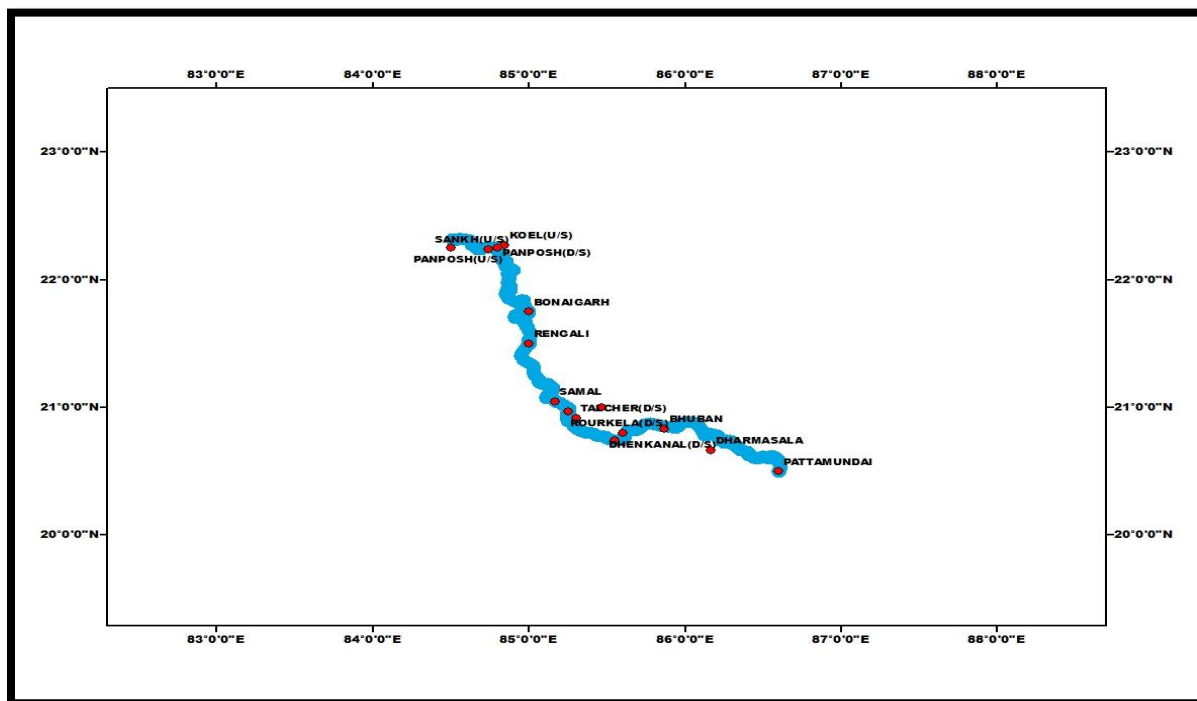 83°0'0"E 84°0'0"E 85°0'0"E 86°0'0"E 87°0'0"E 88°0'0"E
23°0'0"N 23°0'0"N
KOEL(U/S)
SANKH(U/S)
PANPOSH(D/S)
PANPOSH(U/S)
22°0'0"N 22°0'0"N
BONAIGARH
RENGALI
SAMAL
21°0'0"N TALCHER(D/S) 21°0'0"N
ROURKELA(D/S) BHUBAN
DHENKANAL(D/S) DHARMASALA
PATTAMUNDAI
20°0'0"N 20°0'0"N
83°0'0"E 84°0'0"E 85°0'0"E 86°0'0"E 87°0'0"E 88°0'0"E